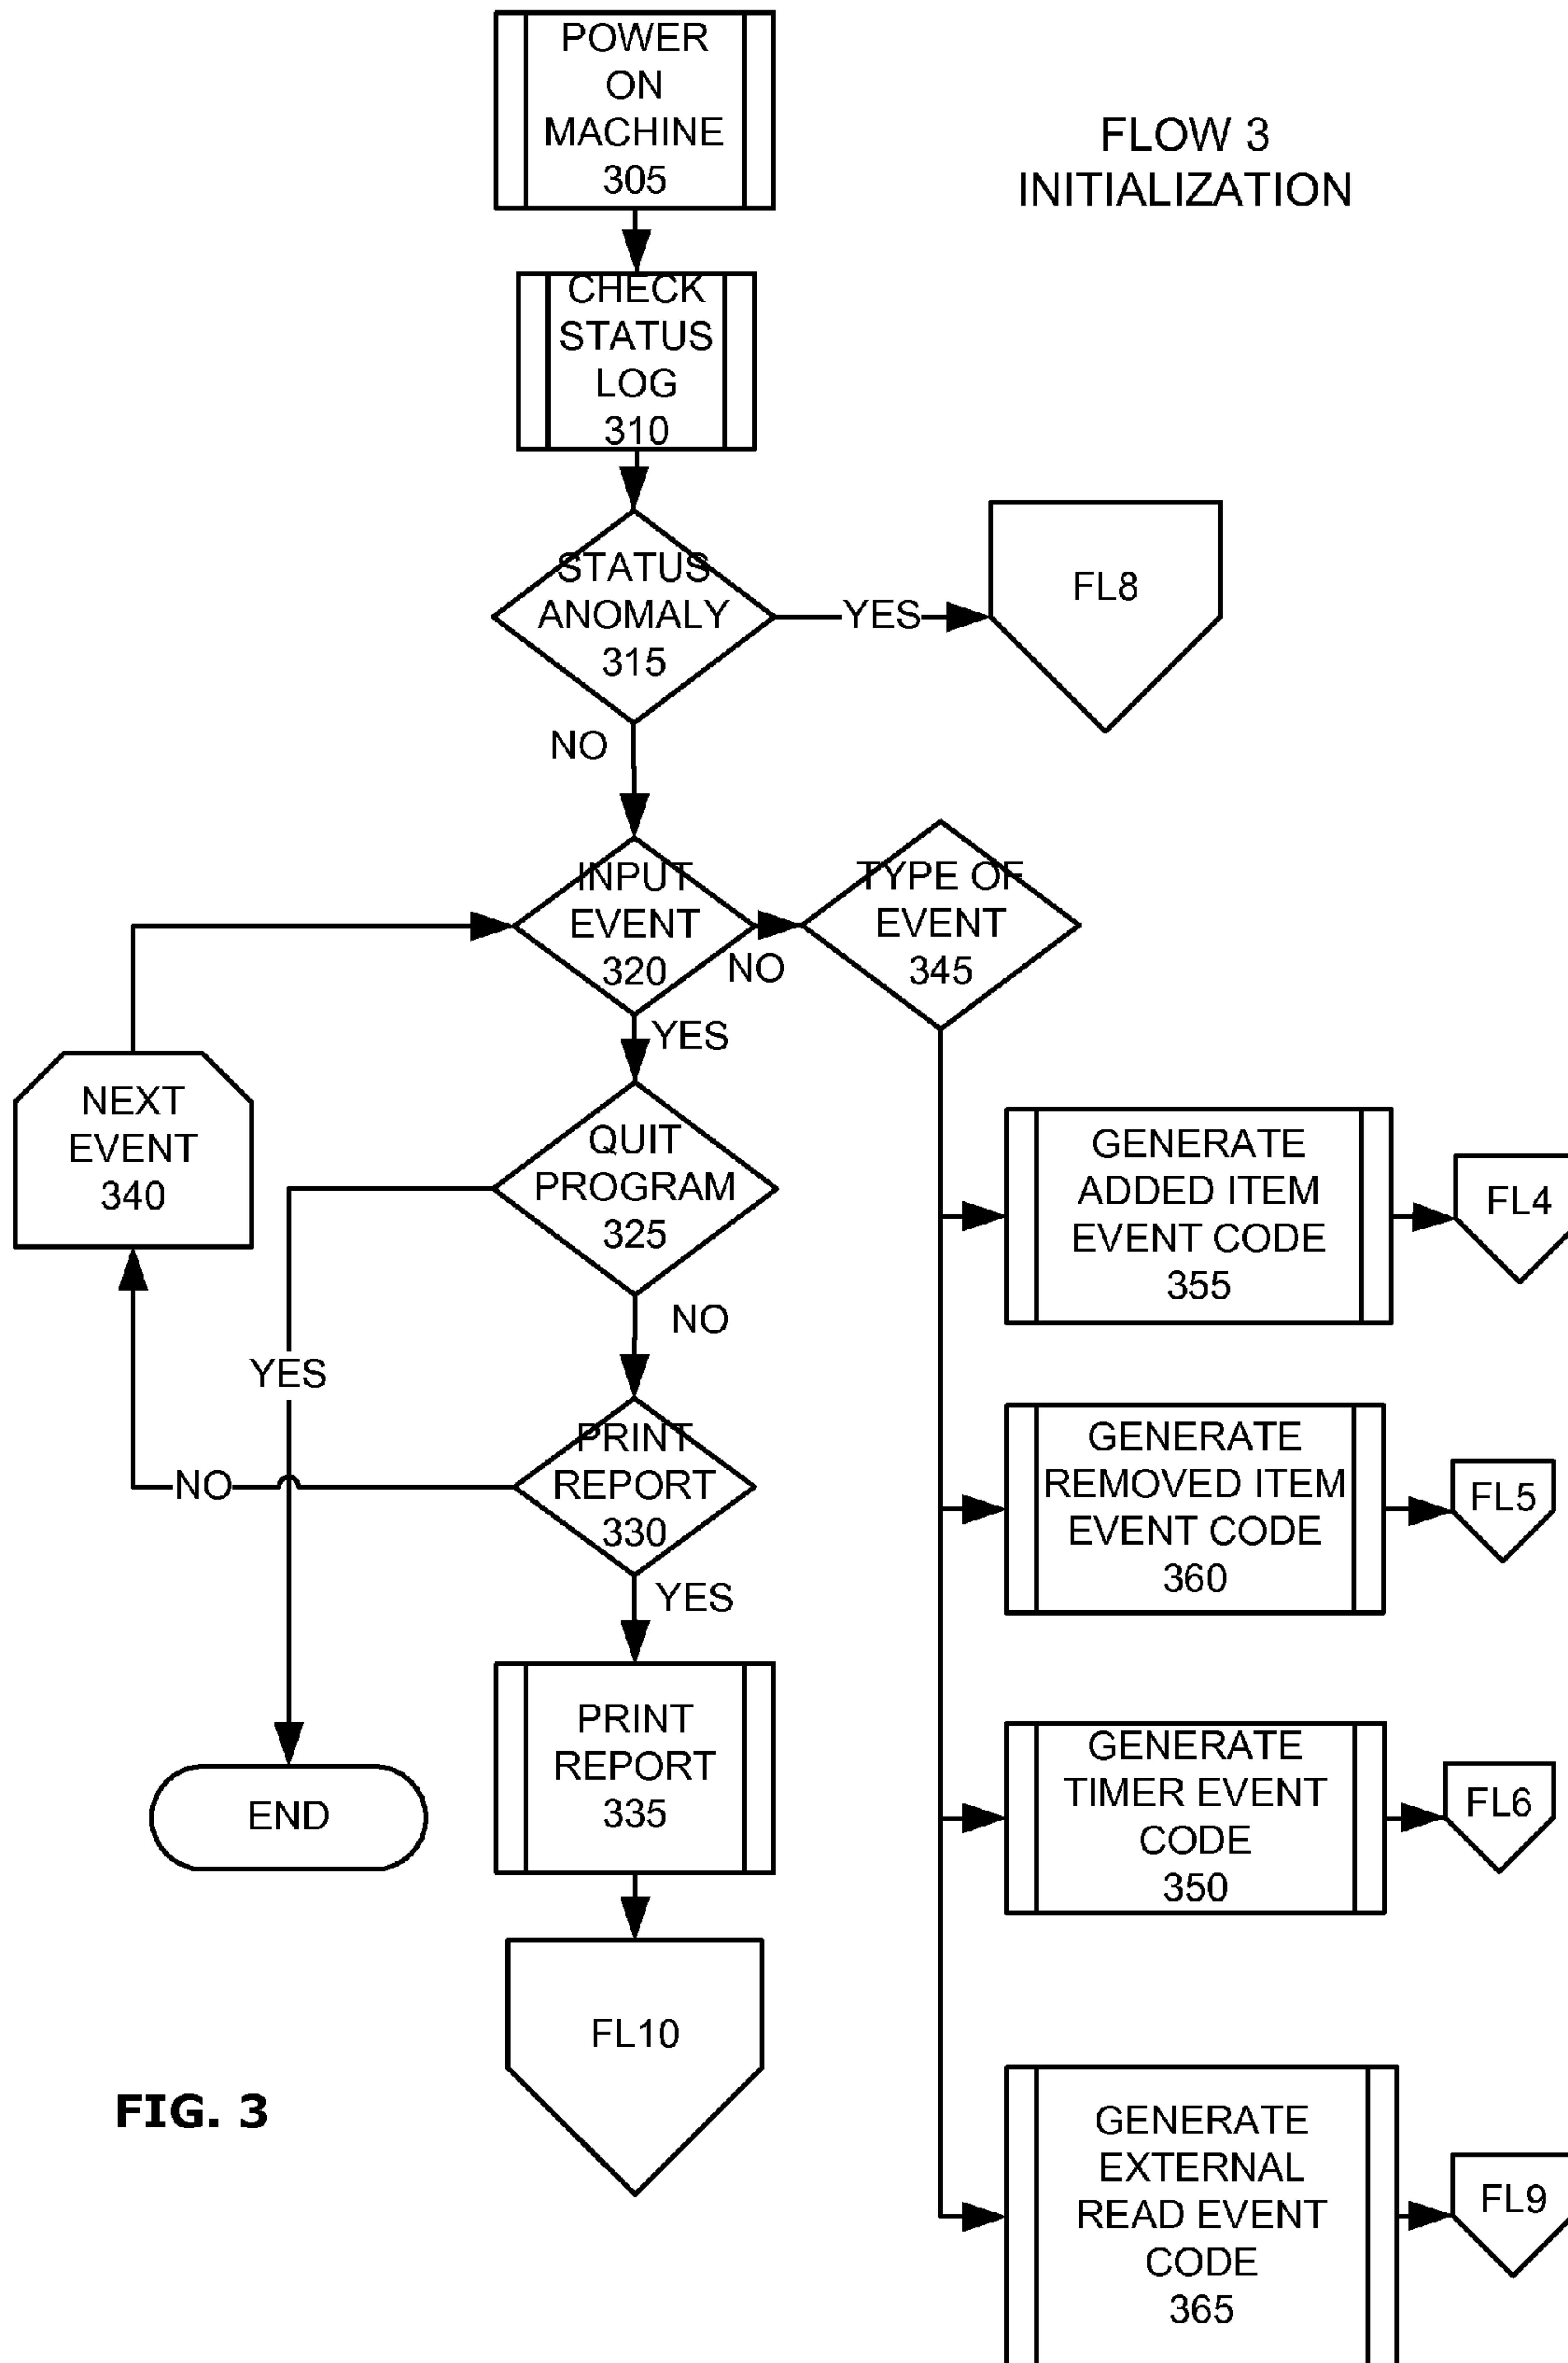 POWER
ON
MACHINE
305
FLOW 3
INITIALIZATION
CHECK
STATUS
LOG
310
STATUS
ANOMALY
315
YES
FL8
NO
INPUT
EVENT
320
NO
TYPE OF
EVENT
345
YES
NEXT
EVENT
340
QUIT
PROGRAM
325
GENERATE
ADDED ITEM
EVENT CODE
355
FL4
NO
YES
PRINT
REPORT
330
NO
GENERATE
REMOVED ITEM
EVENT CODE
360
FL5
YES
PRINT
REPORT
335
END
GENERATE
TIMER EVENT
CODE
350
FL6
FL10
FIG. 3
GENERATE
EXTERNAL
READ EVENT
CODE
365
FL9